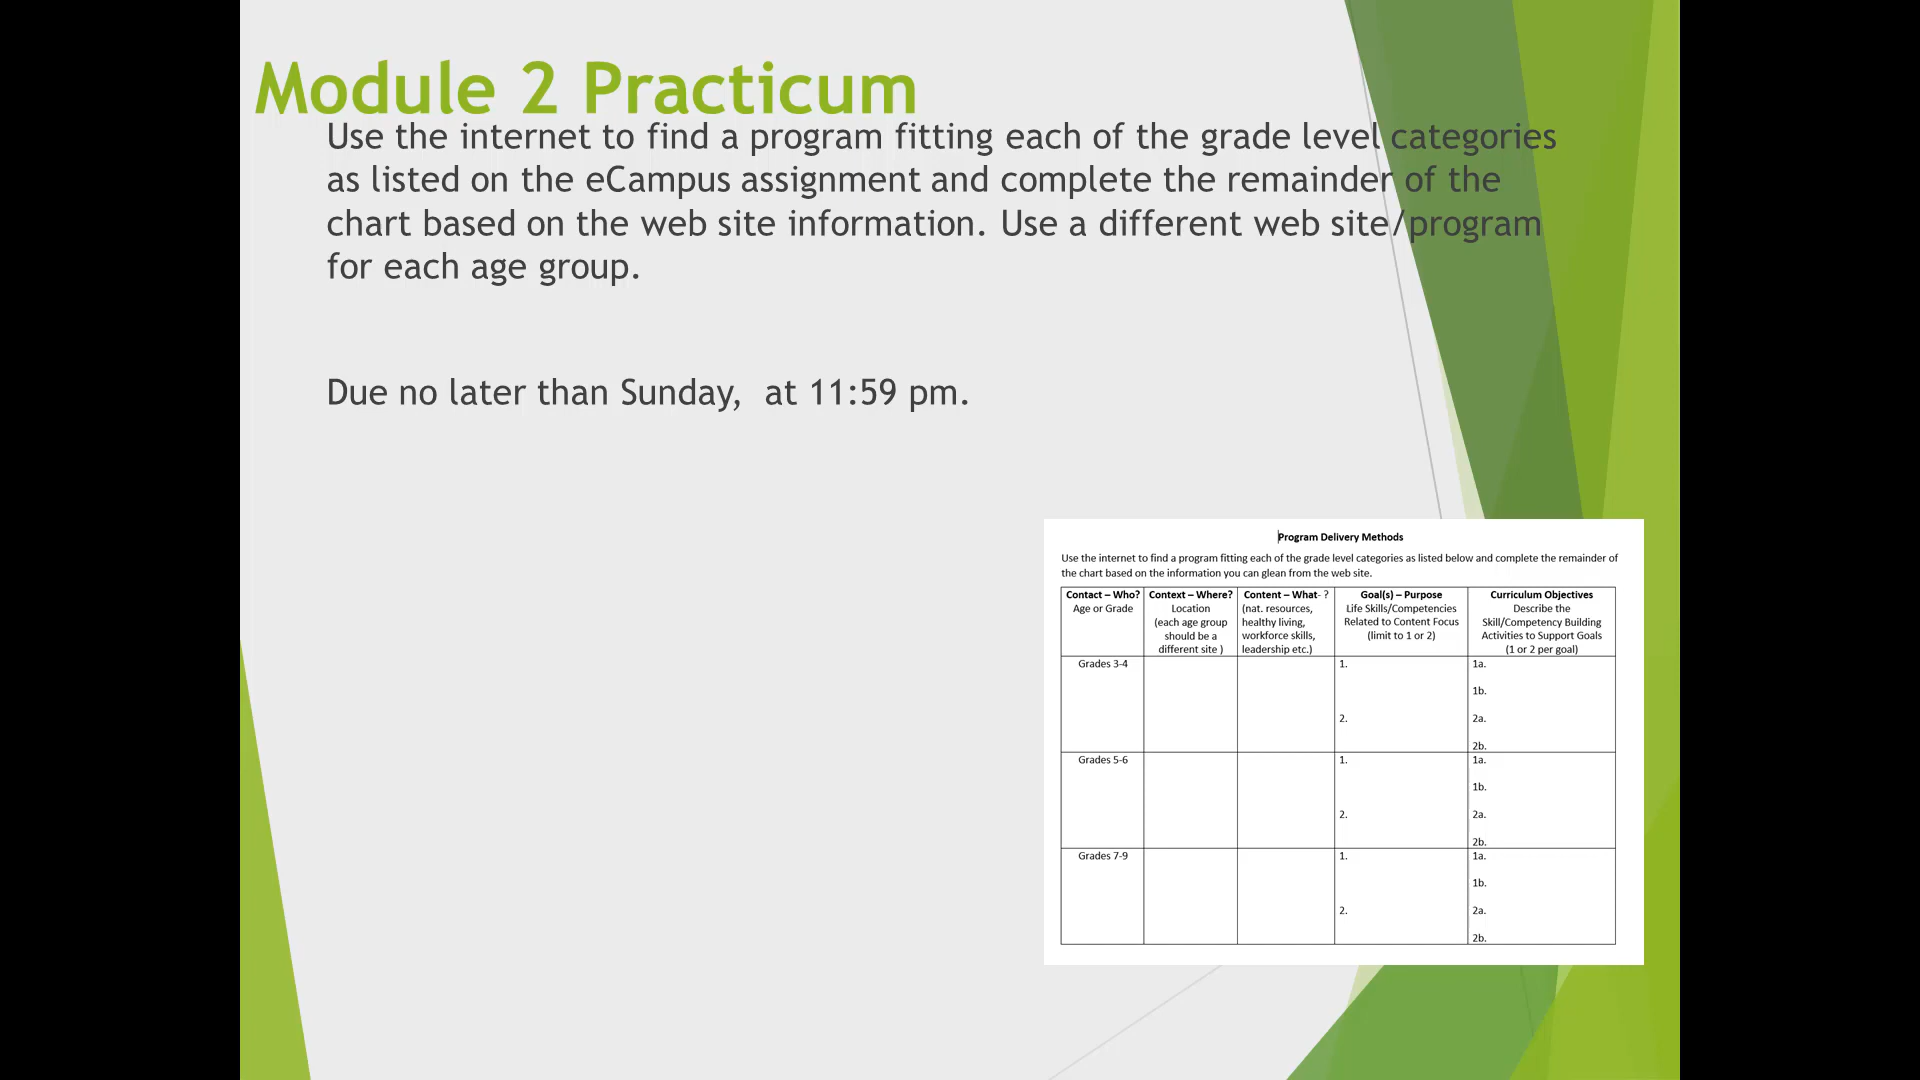 Module 2 Practicum
Use the internet to find a program fitting each of the grade level categories
as listed on the eCampus assignment and complete the remainder of the
chart based on the web site information. Use a different web site/program
for each age group.
Due no later than Sunday,  at 11:59 pm.
Program Delivery Methods
Use the internet to find a program fitting each of the grade level categories as listed below and complete the remainder of
the chart based on the information you can glean from the web site.
Contact – Who? Context – Where? Content – What- ? Goal(s) – Purpose Curriculum Objectives
Age or Grade Location (nat. resources, Life Skills/Competencies Describe the
(each age group healthy living, Related to Content Focus Skill/Competency Building
should be a workforce skills, (limit to 1 or 2) Activities to Support Goals
different site ) leadership etc.) (1 or 2 per goal)
Grades 3-4 1. 1a.
1b.
2. 2a.
2b.
Grades 5-6 1. 1a.
1b.
2. 2a.
2b.
Grades 7-9 1. 1a.
1b.
2. 2a.
2b.